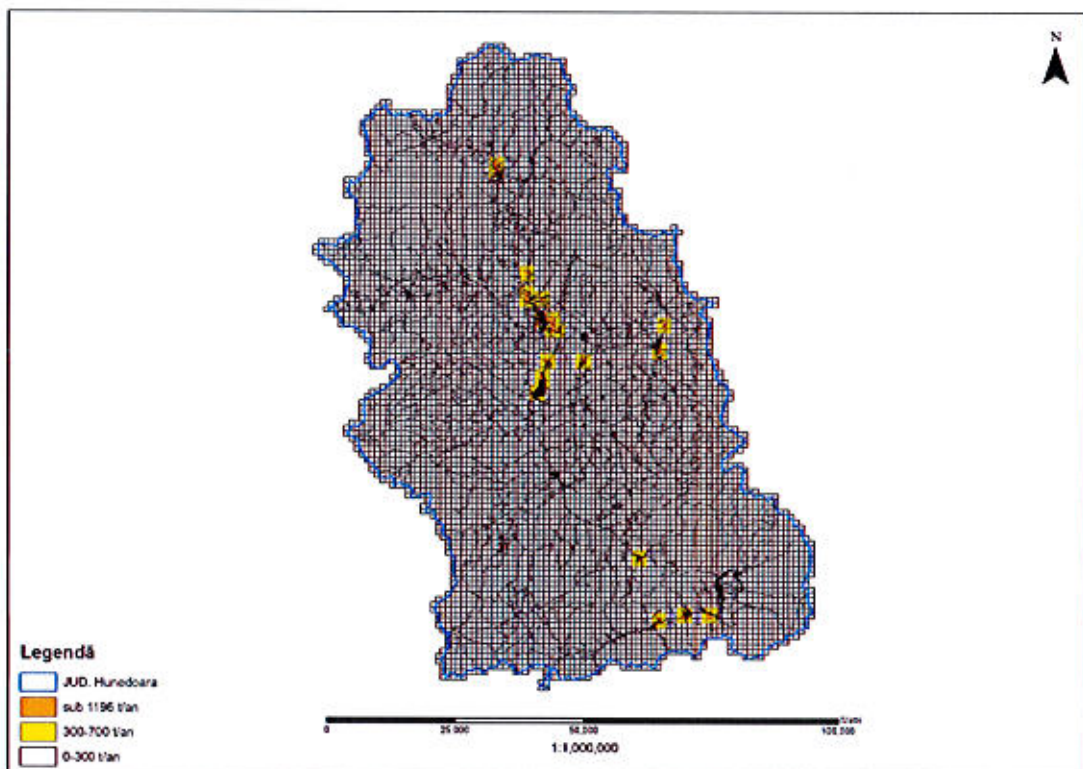 N
Legendă
JUD. Hunedoara
sub 1196 t/an
300-700 t/an
0-300 t/an
0 25,000 50,000 100,000
1:1,000,000